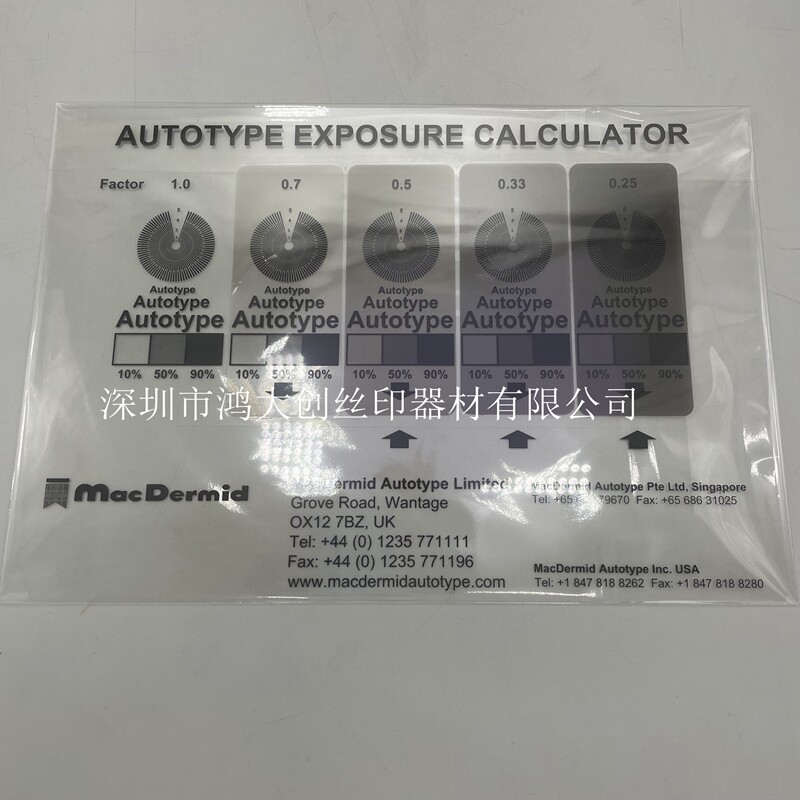 AUTOTYPE EXPOSURE CALCULATOR
Factor 1.0 0.7 0.5 0.33 0.25
Autotype Autotype Autotype Autotype Autotype
Autotype Autotype Autotype Autotype Autotype
Autotype Autotype Autotype Autotype Autotype
10% 50% 90% 10% 50% 90% 10% 50% 90% 10% 50% 90% 10% 50% 90%
深圳市鸿大创丝印器材有限公司
MacDermid
MacDermid Autotype Limited
Grove Road, Wantage
OX12 7BZ, UK
Tel: +44 (0) 1235 771111
Fax: +44 (0) 1235 771196
www.macdermidautotype.com
MacDermid Autotype Pte Ltd, Singapore
Tel: +65 79670 Fax: +65 686 31025
MacDermid Autotype Inc. USA
Tel: +1 847 818 8262 Fax: +1 847 818 8280